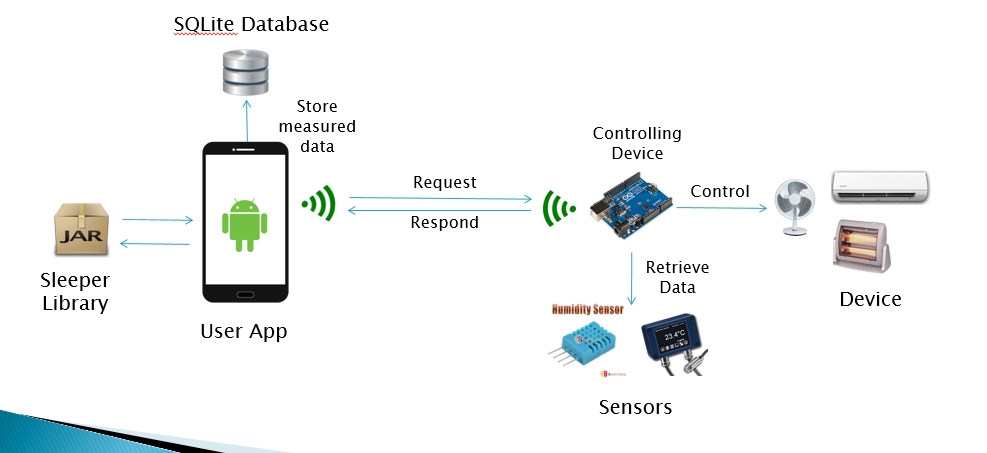 SQLite Database
Store
measured
data
Controlling
Device
Request
Respond
Control
JAR
Sleeper
Library
User App
Retrieve
Data
Humidity Sensor
23.4°C
Device
Sensors